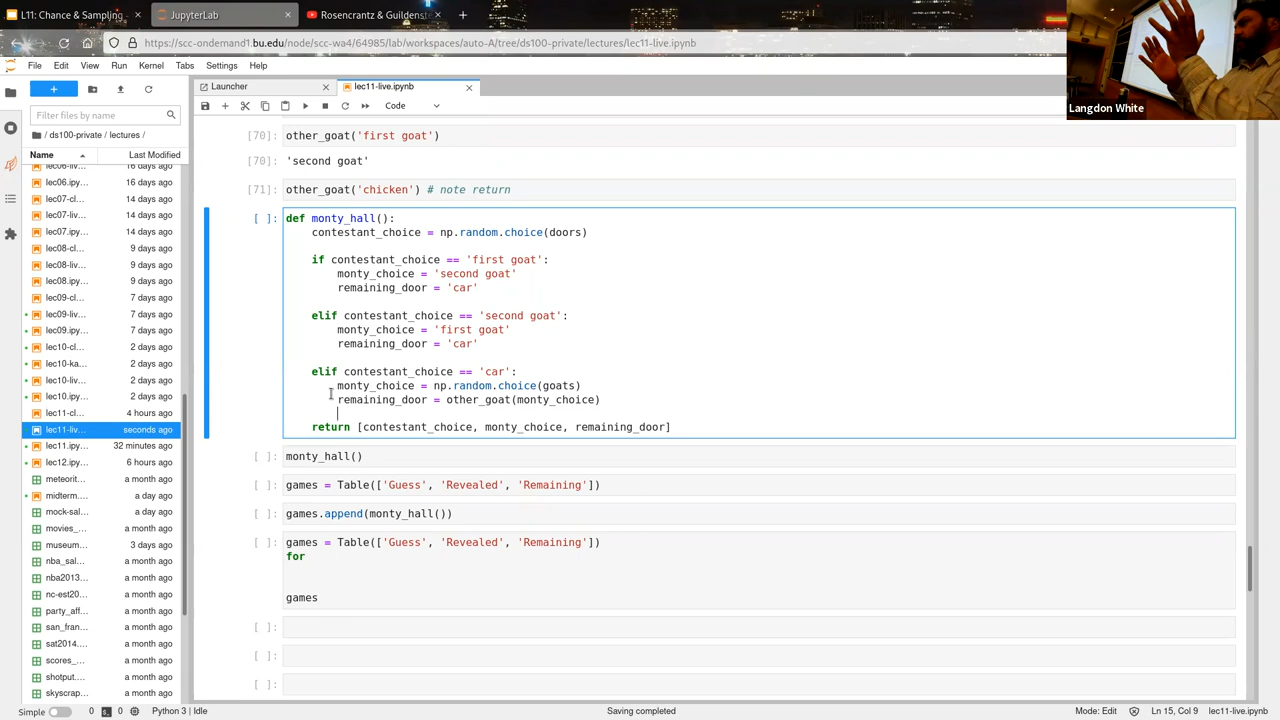 L11: Chance & Sampling
JupyterLab
Rosencrantz & Guildenste
https://scc-ondemand1.bu.edu/node/scc-wa4/64985/lab/workspaces/auto-A/tree/ds100-private/lectures/lec11-live.ipynb
Langdon White
File Edit View Run Kernel Tabs Settings Help
Launcher
lec11-live.ipynb
Code
Filter files by name
/ ds100-private / lectures /
Name Last Modified
lec06-liv... 16 days ago
lec06.ipy... 16 days ago
lec07-cl... 14 days ago
lec07-liv... 14 days ago
lec07.ipy... 14 days ago
lec08-cl... 9 days ago
lec08-liv... 9 days ago
lec08.ipy... 9 days ago
lec09-cl... 7 days ago
lec09-liv... 7 days ago
lec09.ipy... 7 days ago
lec10-cl... 2 days ago
lec10-ka... 2 days ago
lec10-liv... 2 days ago
lec10.ipy... 2 days ago
lec11-cl... 4 hours ago
lec11-liv... seconds ago
lec11.ipy... 32 minutes ago
lec12.ipy... 6 hours ago
meteorit... a month ago
midterm.... a day ago
mock-sal... a day ago
movies_... a month ago
museum... 3 days ago
nba_sal... a month ago
nba2013... a month ago
nc-est20... a month ago
party_aff... a month ago
san_fran... a month ago
sat2014.... a month ago
scores_... a month ago
shotput.... a month ago
skyscrap... a month ago
[70]: other_goat('first goat')
[70]: 'second goat'
[71]: other_goat('chicken') # note return
[ ]: def monty_hall():
contestant_choice = np.random.choice(doors)
if contestant_choice == 'first goat':
monty_choice = 'second goat'
remaining_door = 'car'
elif contestant_choice == 'second goat':
monty_choice = 'first goat'
remaining_door = 'car'
elif contestant_choice == 'car':
monty_choice = np.random.choice(goats)
remaining_door = other_goat(monty_choice)
return [contestant_choice, monty_choice, remaining_door]
[ ]: monty_hall()
[ ]: games = Table(['Guess', 'Revealed', 'Remaining'])
[ ]: games.append(monty_hall())
[ ]: games = Table(['Guess', 'Revealed', 'Remaining'])
for
games
[ ]:
[ ]:
[ ]:
Simple 0 0 Python 3 | Idle Saving completed Mode: Edit Ln 15, Col 9 lec11-live.ipynb